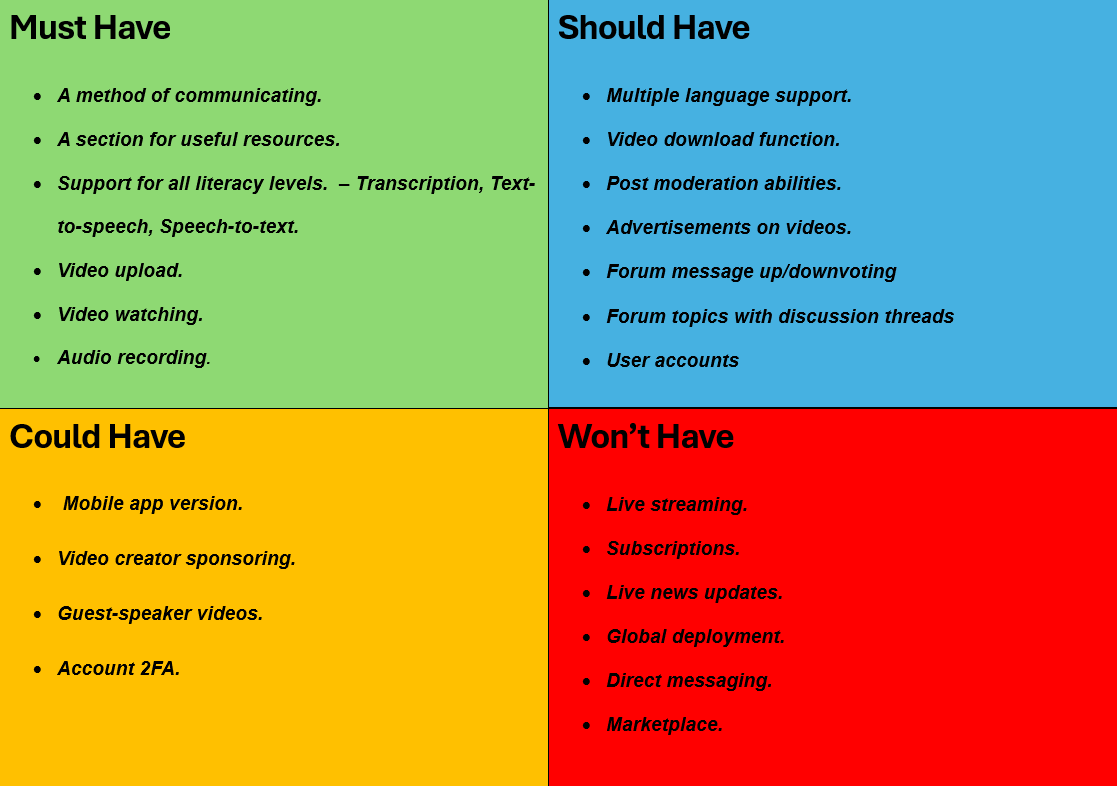 Must Have
• A method of communicating.
• A section for useful resources.
• Support for all literacy levels.  – Transcription, Text-
to-speech, Speech-to-text.
• Video upload.
• Video watching.
• Audio recording.
Should Have
• Multiple language support.
• Video download function.
• Post moderation abilities.
• Advertisements on videos.
• Forum message up/downvoting
• Forum topics with discussion threads
• User accounts
Could Have
• Mobile app version.
• Video creator sponsoring.
• Guest-speaker videos.
• Account 2FA.
Won’t Have
• Live streaming.
• Subscriptions.
• Live news updates.
• Global deployment.
• Direct messaging.
• Marketplace.